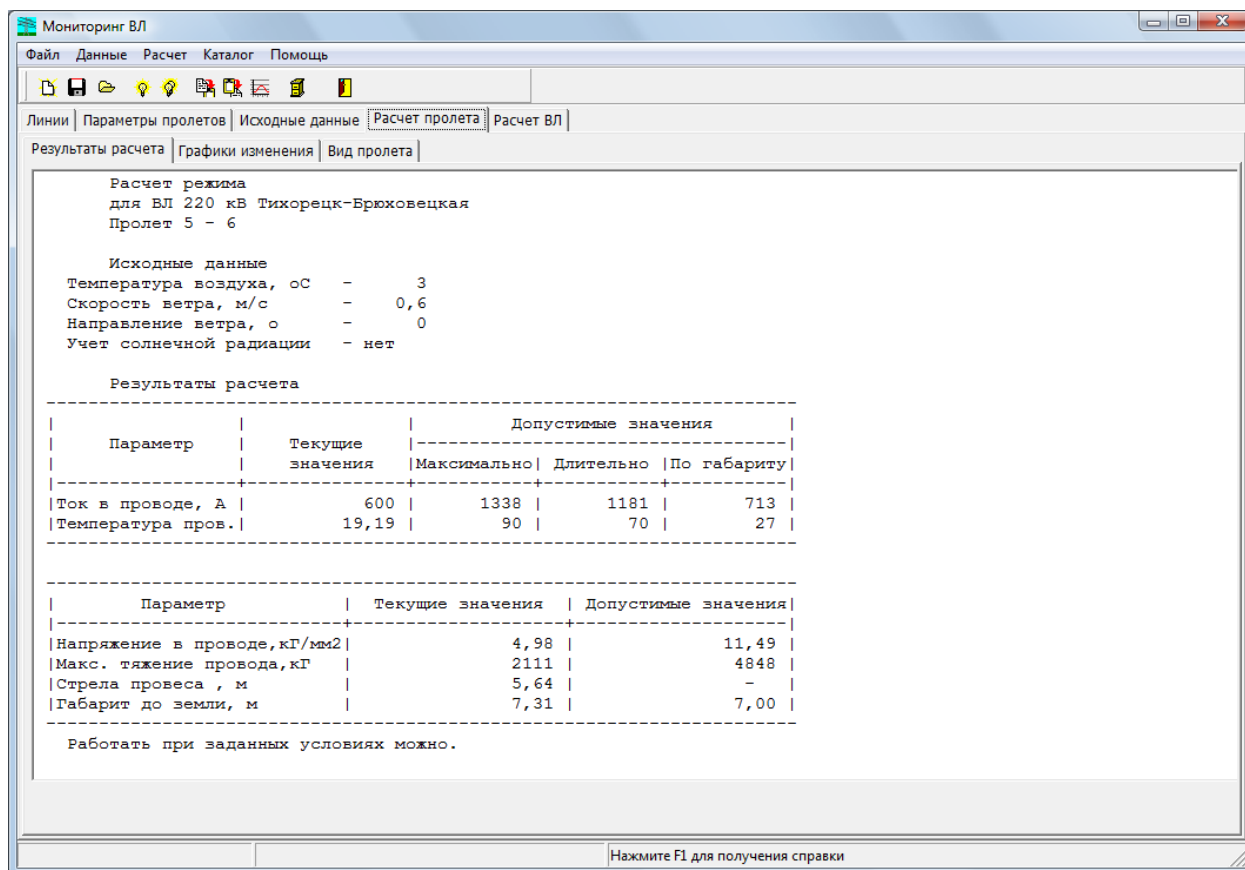 Мониторинг ВЛ
Файл Данные Расчет Каталог Помощь
Линии Параметры пролетов Исходные данные Расчет пролета Расчет ВЛ
Результаты расчета Графики изменения Вид пролета
Расчет режима
для ВЛ 220 кВ Тихорецк-Брюховецкая
Пролет 5 - 6
Исходные данные
Температура воздуха, оС - 3
Скорость ветра, м/с - 0,6
Направление ветра, о - 0
Учет солнечной радиации - нет
Результаты расчета
-----------------------------------------------------------------------
| | | Допустимые значения |
| Параметр | Текущие |-----------------------------------|
| | значения |Максимально| Длительно |По габариту|
|-----------------+---------------+-----------+-----------+-----------|
|Ток в проводе, А | 600 | 1338 | 1181 | 713 |
|Температура пров.| 19,19 | 90 | 70 | 27 |
-----------------------------------------------------------------------
-----------------------------------------------------------------------
| Параметр | Текущие значения | Допустимые значения|
|---------------------------+--------------------+--------------------|
|Напряжение в проводе,кГ/мм2| 4,98 | 11,49 |
|Макс. тяжение провода,кГ | 2111 | 4848 |
|Стрела провеса , м | 5,64 | - |
|Габарит до земли, м | 7,31 | 7,00 |
-----------------------------------------------------------------------
Работать при заданных условиях можно.
Нажмите F1 для получения справки